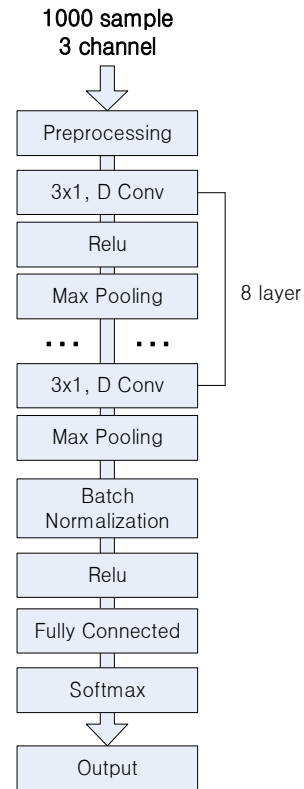 1000 sample
3 channel
Preprocessing
3x1, D Conv
Relu
Max Pooling
8 layer
... ...
3x1, D Conv
Max Pooling
Batch
Normalization
Relu
Fully Connected
Softmax
Output